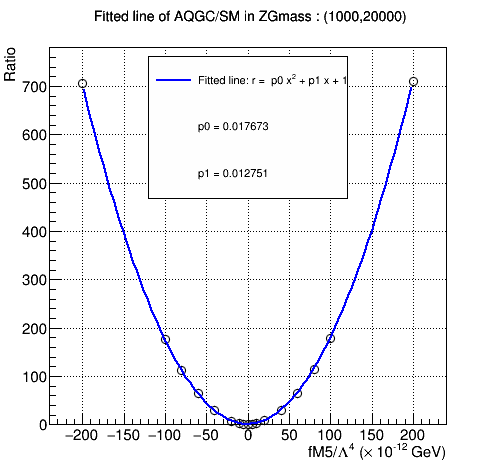 Fitted line of AQGC/SM in ZGmass : (1000,20000)
Ratio
Fitted line: r = p0 x² + p1 x + 1
p0 = 0.017673
p1 = 0.012751
700
600
500
400
300
200
100
0
−200 −150 −100 −50 0 50 100 150 200
fM5/Λ⁴ (× 10⁻¹² GeV)